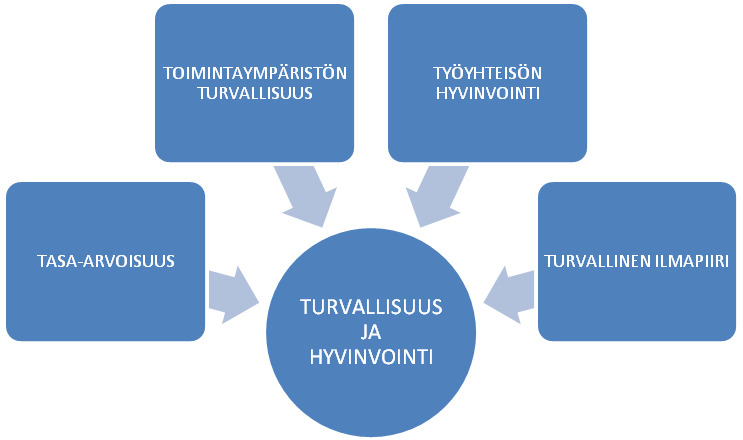 TOIMINTAYMPÄRISTÖN
TURVALLISUUS
TYÖYHTEISÖN
HYVINVOINTI
TASA-ARVOISUUS
TURVALLINEN ILMAPIIRI
TURVALLISUUS
JA
HYVINVOINTI